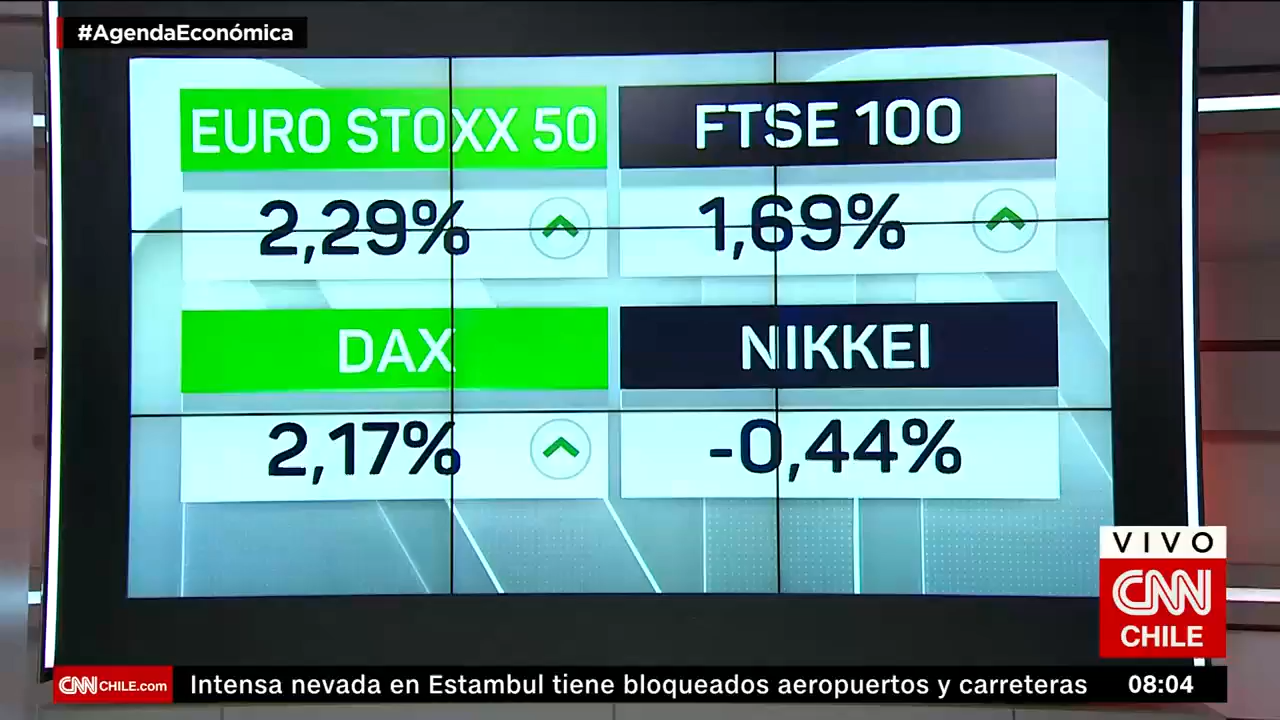 #AgendaEconómica
EURO STOXX 50
2,29%
FTSE 100
1,69%
DAX
2,17%
NIKKEI
-0,44%
VIVO
CNN
CHILE
CNNCHILE.com
Intensa nevada en Estambul tiene bloqueados aeropuertos y carreteras
08:04